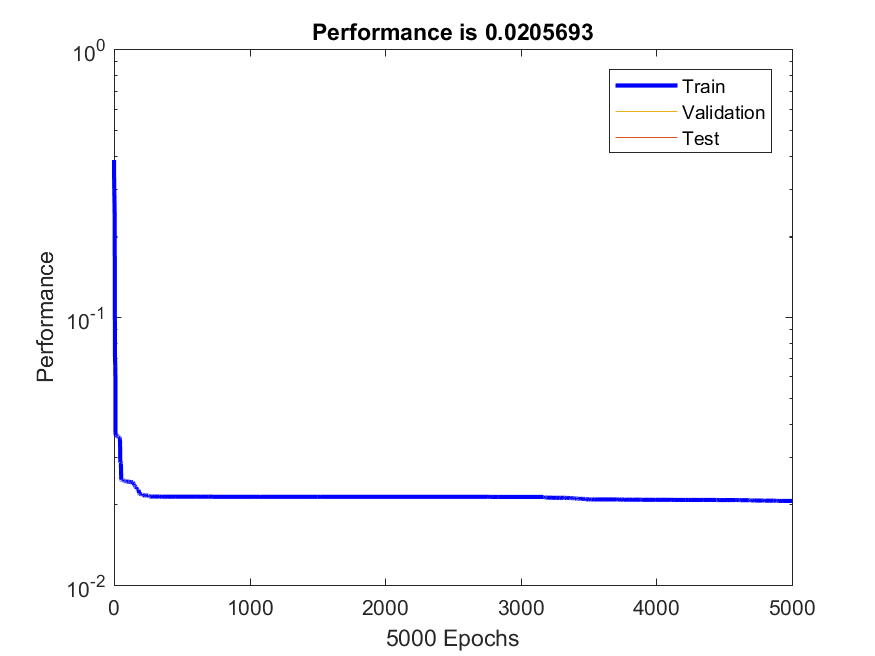 Performance is 0.0205693
10^0
Train
Validation
Test
Performance
10^-1
10^-2
0 1000 2000 3000 4000 5000
5000 Epochs